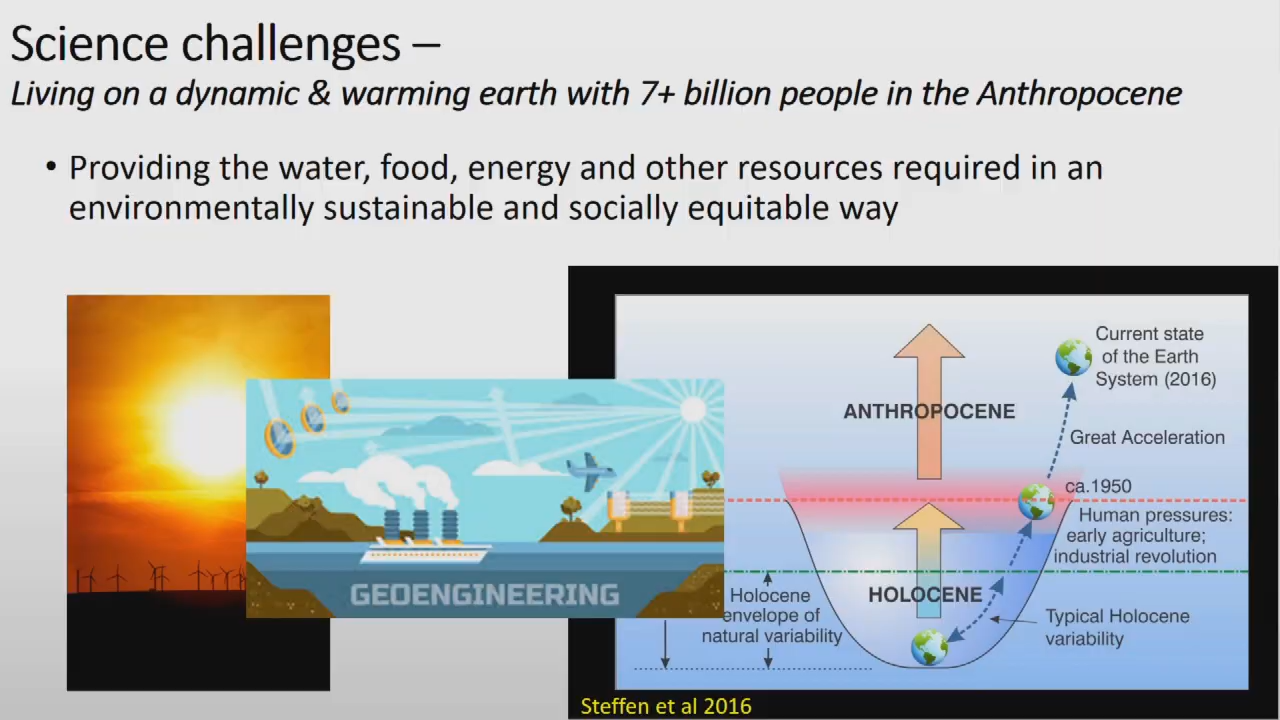 Science challenges –
Living on a dynamic & warming earth with 7+ billion people in the Anthropocene
• Providing the water, food, energy and other resources required in an
environmentally sustainable and socially equitable way
GEOENGINEERING
Current state
of the Earth
System (2016)
ANTHROPOCENE
Great Acceleration
ca.1950
Human pressures:
early agriculture;
industrial revolution
HOLOCENE
Holocene
envelope of
natural variability
Typical Holocene
variability
Steffen et al 2016